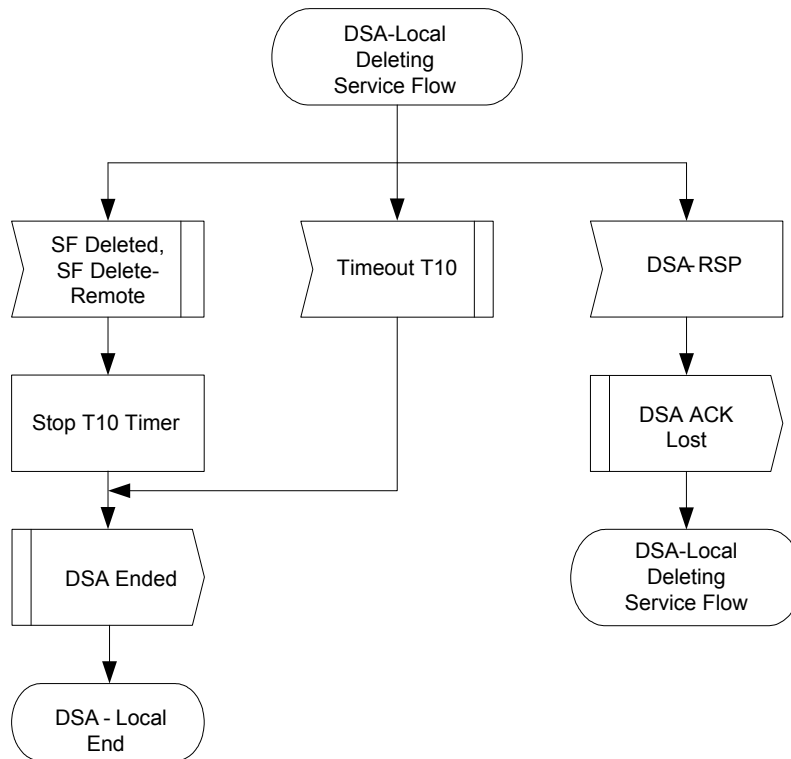 DSA-Local
Deleting
Service Flow
SF Deleted,
SF Delete-
Remote
Timeout T10
DSA-RSP
Stop T10 Timer
DSA ACK
Lost
DSA Ended
DSA-Local
Deleting
Service Flow
DSA - Local
End